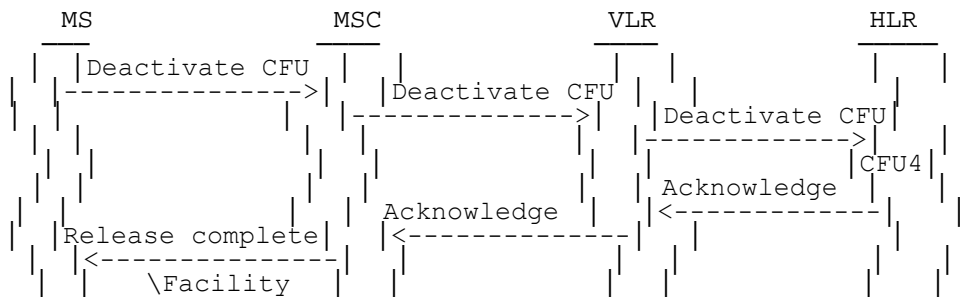 MS MSC VLR HLR
Deactivate CFU
Deactivate CFU
Deactivate CFU
CFU4
Acknowledge
Acknowledge
Release complete
\Facility